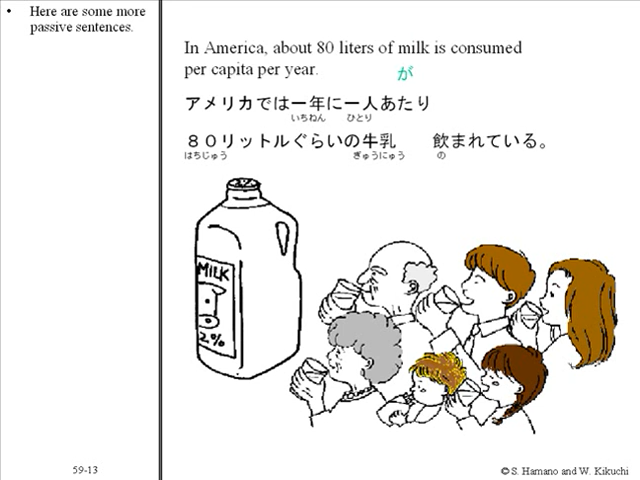 • Here are some more
passive sentences.
In America, about 80 liters of milk is consumed
per capita per year.
が
アメリカでは一年に一人あたり
いちねん ひとり
８０リットルぐらいの牛乳 飲まれている。
はちじゅう ぎゅうにゅう の
MILK
2%
59-13
© S. Hamano and W. Kikuchi